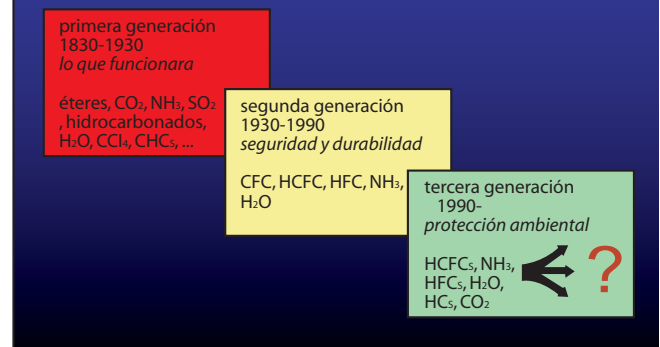 primera generación
1830-1930
lo que funcionara
éteres, CO₂, NH₃, SO₂
, hidrocarbonados,
H₂O, CCl₄, CHCs, ...
segunda generación
1930-1990
seguridad y durabilidad
CFC, HCFC, HFC, NH₃,
H₂O
tercera generación
1990-
protección ambiental
HCFCs, NH₃,
HFCs, H₂O,
HCs, CO₂
?